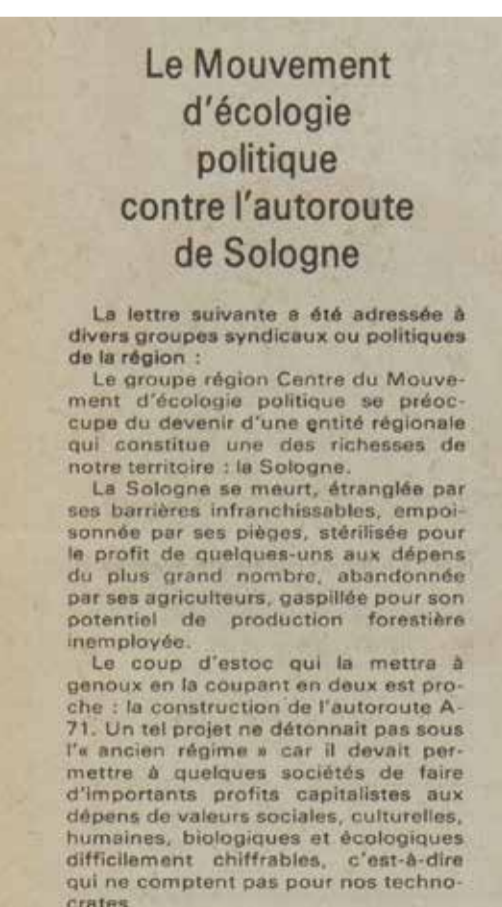 Le Mouvement
d'écologie
politique
contre l'autoroute
de Sologne
La lettre suivante a été adressée à
divers groupes syndicaux ou politiques
de la région :
Le groupe région Centre du Mouve-
ment d'écologie politique se préoc-
cupe du devenir d'une entité régionale
qui constitue une des richesses de
notre territoire : la Sologne.
La Sologne se meurt, étranglée par
ses barrières infranchissables, empoi-
sonnée par ses pièges, stérilisée pour
le profit de quelques-uns aux dépens
du plus grand nombre, abandonnée
par ses agriculteurs, gaspillée pour son
potentiel de production forestière
inemployée.
Le coup d'estoc qui la mettra à
genoux en la coupant en deux est pro-
che : la construction de l'autoroute A-
71. Un tel projet ne détonnait pas sous
l'« ancien régime » car il devait per-
mettre à quelques sociétés de faire
d'importants profits capitalistes aux
dépens de valeurs sociales, culturelles,
humaines, biologiques et écologiques
difficilement chiffrables, c'est-à-dire
qui ne comptent pas pour nos techno-
crates